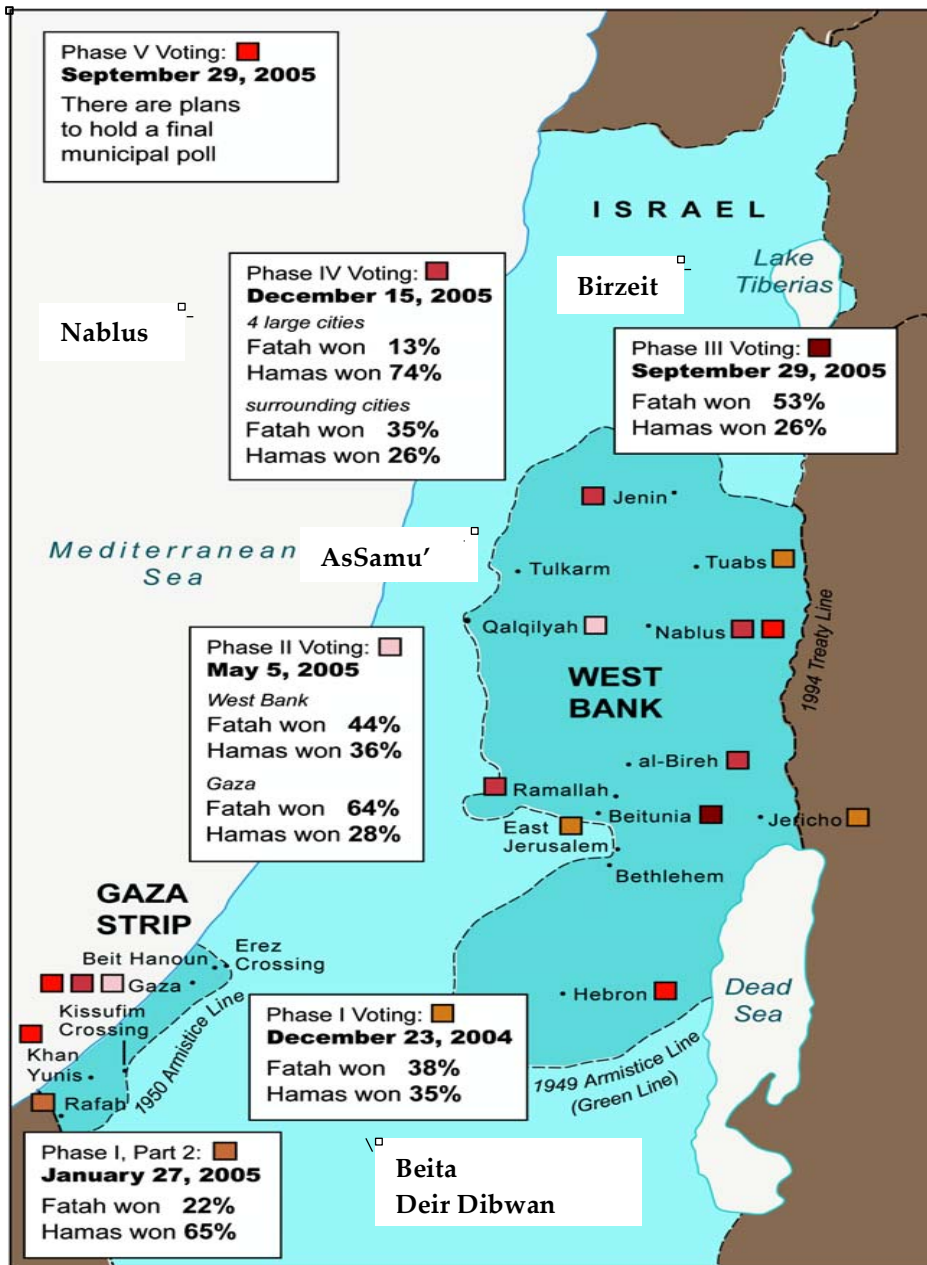 Phase V Voting:
September 29, 2005
There are plans
to hold a final
municipal poll
ISRAEL
Lake
Tiberias
Phase IV Voting:
December 15, 2005
4 large cities
Fatah won 13%
Hamas won 74%
surrounding cities
Fatah won 35%
Hamas won 26%
Birzeit
Nablus
Phase III Voting:
September 29, 2005
Fatah won 53%
Hamas won 26%
Jenin
Mediterranean
Sea
AsSamu’
Tulkarm
Tuabs
Qalqilyah
Nablus
1994 Treaty Line
Phase II Voting:
May 5, 2005
West Bank
Fatah won 44%
Hamas won 36%
Gaza
Fatah won 64%
Hamas won 28%
WEST
BANK
al-Bireh
Ramallah
Beitunia
Jericho
East
Jerusalem
Bethlehem
GAZA
STRIP
Erez
Crossing
Beit Hanoun
Gaza
Kissufim
Crossing
Khan
Yunis
Rafah
1950 Armistice Line
Hebron
Dead
Sea
Phase I Voting:
December 23, 2004
Fatah won 38%
Hamas won 35%
1949 Armistice Line
(Green Line)
Phase I, Part 2:
January 27, 2005
Fatah won 22%
Hamas won 65%
Beita
Deir Dibwan